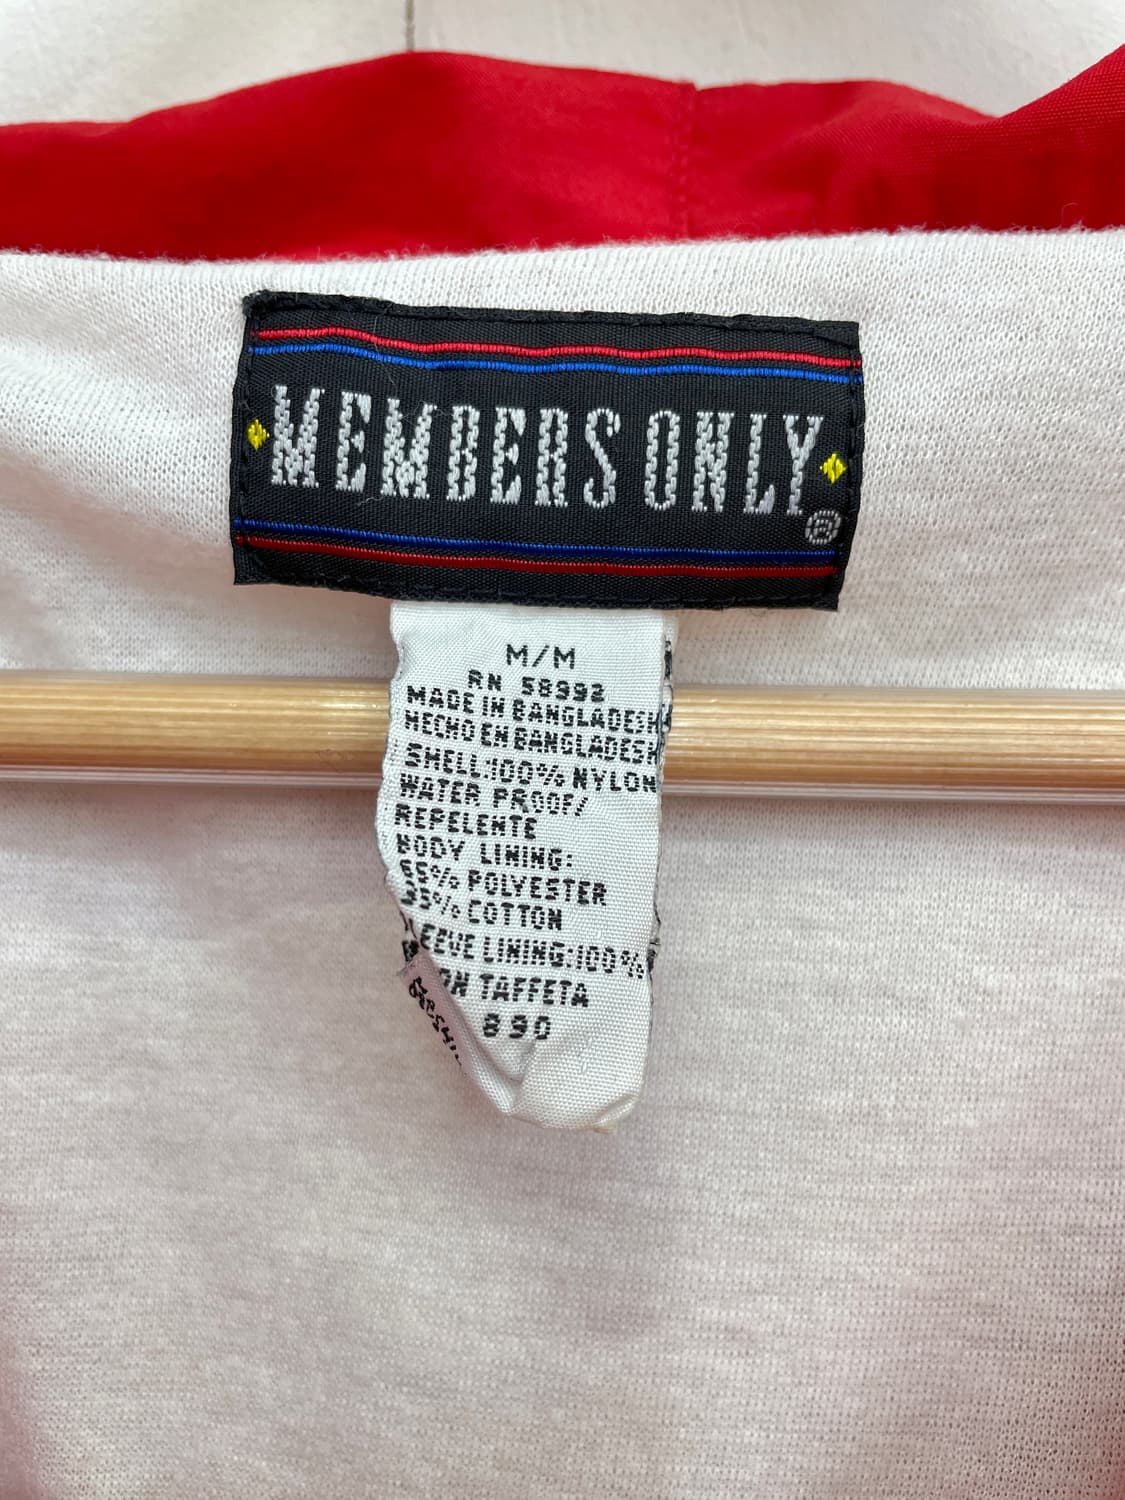 MEMBERS ONLY
®
M/M
RN 58992
MADE IN BANGLADESH
HECHO EN BANGLADESH
SHELL:100% NYLON
WATER PROOF/
REPELENTE
BODY LINING:
65% POLYESTER
35% COTTON
LEEVE LINING:100%
ON TAFFETA
890